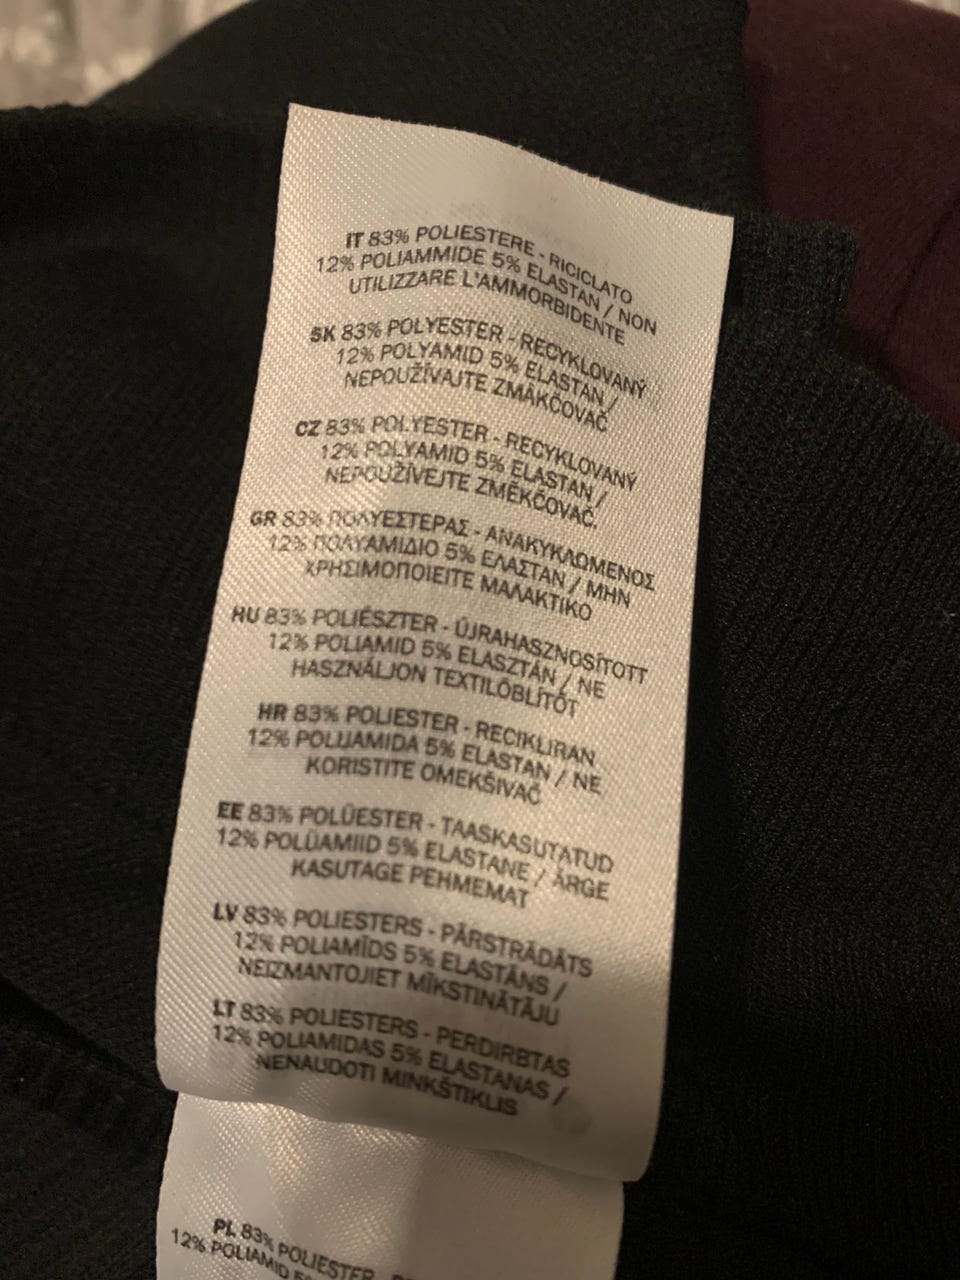 IT 83% POLIESTERE - RICICLATO
12% POLIAMMIDE 5% ELASTAN / NON
UTILIZZARE L'AMMORBIDENTE
SK 83% POLYESTER - RECYKLOVANÝ
12% POLYAMID 5% ELASTAN /
NEPOUŽÍVAJTE ZMÄKČOVAČ
CZ 83% POLYESTER - RECYKLOVANÝ
12% POLYAMID 5% ELASTAN /
NEPOUŽÍVEJTE ZMĚKČOVAČ.
GR 83% ΠΟΛΥΕΣΤΕΡΑΣ - ΑΝΑΚΥΚΛΩΜΕΝΟΣ
12% ΠΟΛΥΑΜΙΔΙΟ 5% ΕΛΑΣΤΑΝ / ΜΗΝ
ΧΡΗΣΙΜΟΠΟΙΕΙΤΕ ΜΑΛΑΚΤΙΚΟ
HU 83% POLIÉSZTER - ÚJRAHASZNOSÍTOTT
12% POLIAMID 5% ELASZTÁN / NE
HASZNÁLJON TEXTILÖBLÍTŐT
HR 83% POLIESTER - RECIKLIRAN
12% POLIJAMIDA 5% ELASTAN / NE
KORISTITE OMEKŠIVAČ
EE 83% POLÜESTER - TAASKASUTATUD
12% POLÜAMIID 5% ELASTANE / ÄRGE
KASUTAGE PEHMEMAT
LV 83% POLIESTERS - PĀRSTRĀDĀTS
12% POLIAMĪDS 5% ELASTĀNS /
NEIZMANTOJIET MĪKSTINĀTĀJU
LT 83% POLIESTERS - PERDIRBTAS
12% POLIAMIDAS 5% ELASTANAS /
NENAUDOTI MINKŠTIKLIS
PL 83% POLIESTER -
12% POLIAMID 5%